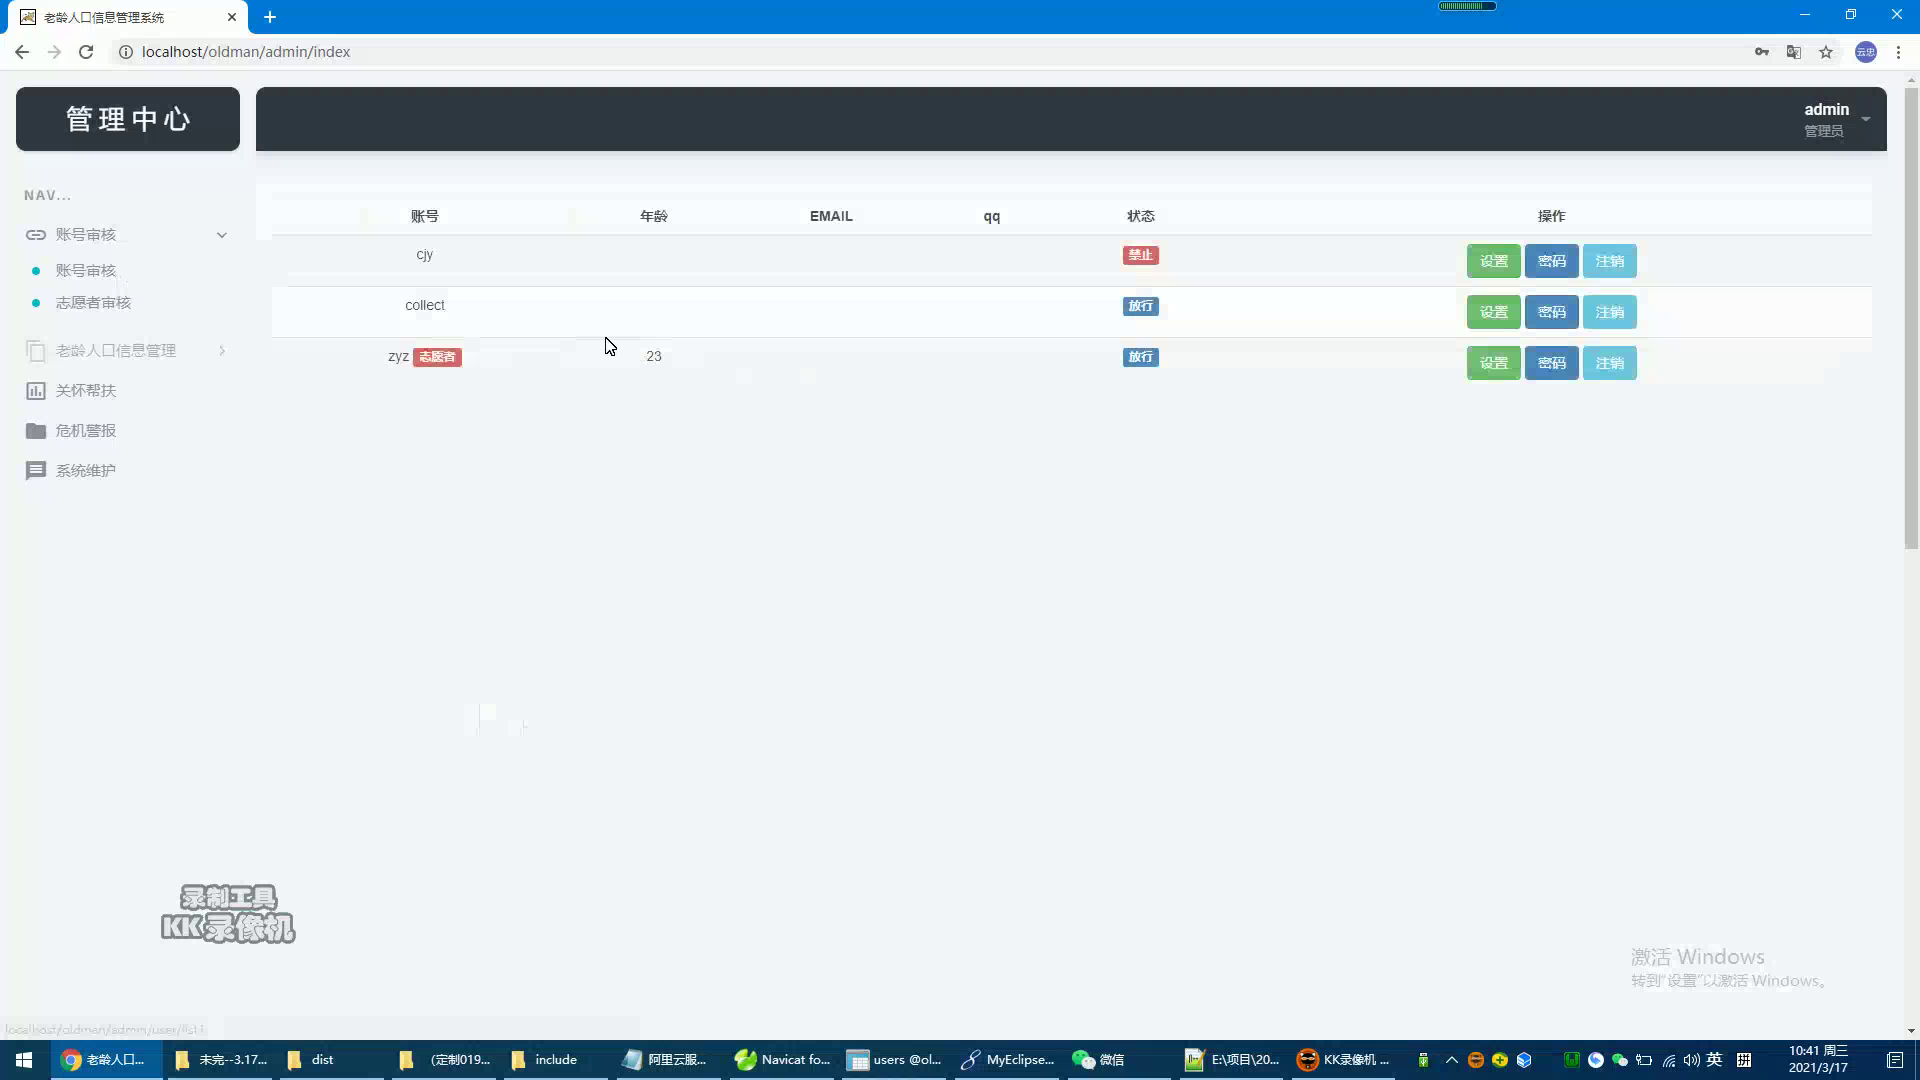 老龄人口信息管理系统
localhost/oldman/admin/index
云忠
管理中心
admin
管理员
NAV...
账号审核
账号审核
志愿者审核
老龄人口信息管理
关怀帮扶
危机警报
系统维护
账号 年龄 EMAIL qq 状态 操作
cjy 禁止 设置 密码 注销
collect 放行 设置 密码 注销
zyz 志愿者 23 放行 设置 密码 注销
录制工具
KK录像机
激活 Windows
转到"设置"以激活 Windows。
localhost/oldman/admin/user/list1
老龄人口... 未完--3.17... dist (定制019... include 阿里云服... Navicat fo... users @ol... MyEclipse... 微信 E:\项目\20... KK录像机 ... 英 拼 10:41 周三
2021/3/17